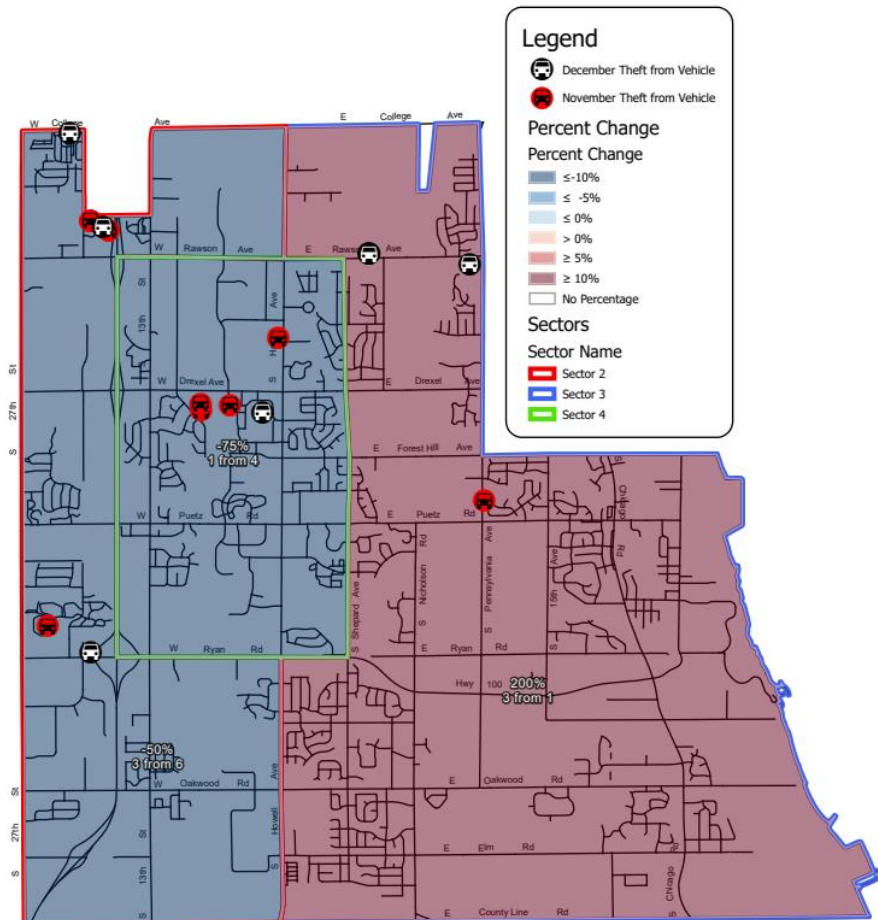 Legend
December Theft from Vehicle
November Theft from Vehicle
Percent Change
Percent Change
≤-10%
≤ -5%
≤ 0%
> 0%
≥ 5%
≥ 10%
No Percentage
Sectors
Sector Name
Sector 2
Sector 3
Sector 4
W College Ave
E College Ave
W Rawson Ave
E Rawson Ave
S 13th St
S Ave
W Drexel Ave
E Drexel Ave
S 27th St
-75%
1 from 4
E Forest Hill Ave
W Puetz Rd
E Puetz Rd
S Chicago Rd
S Shepard Ave
S Nicholson Rd
S Pennsylvania Ave
S 15th Ave
W Ryan Rd
E Ryan Rd
Hwy 100
200%
3 from 1
-50%
3 from 6
W Oakwood Rd
E Oakwood Rd
S 27th St
S 13th St
S Howell Ave
E Elm Rd
S Chicago Rd
E County Line Rd